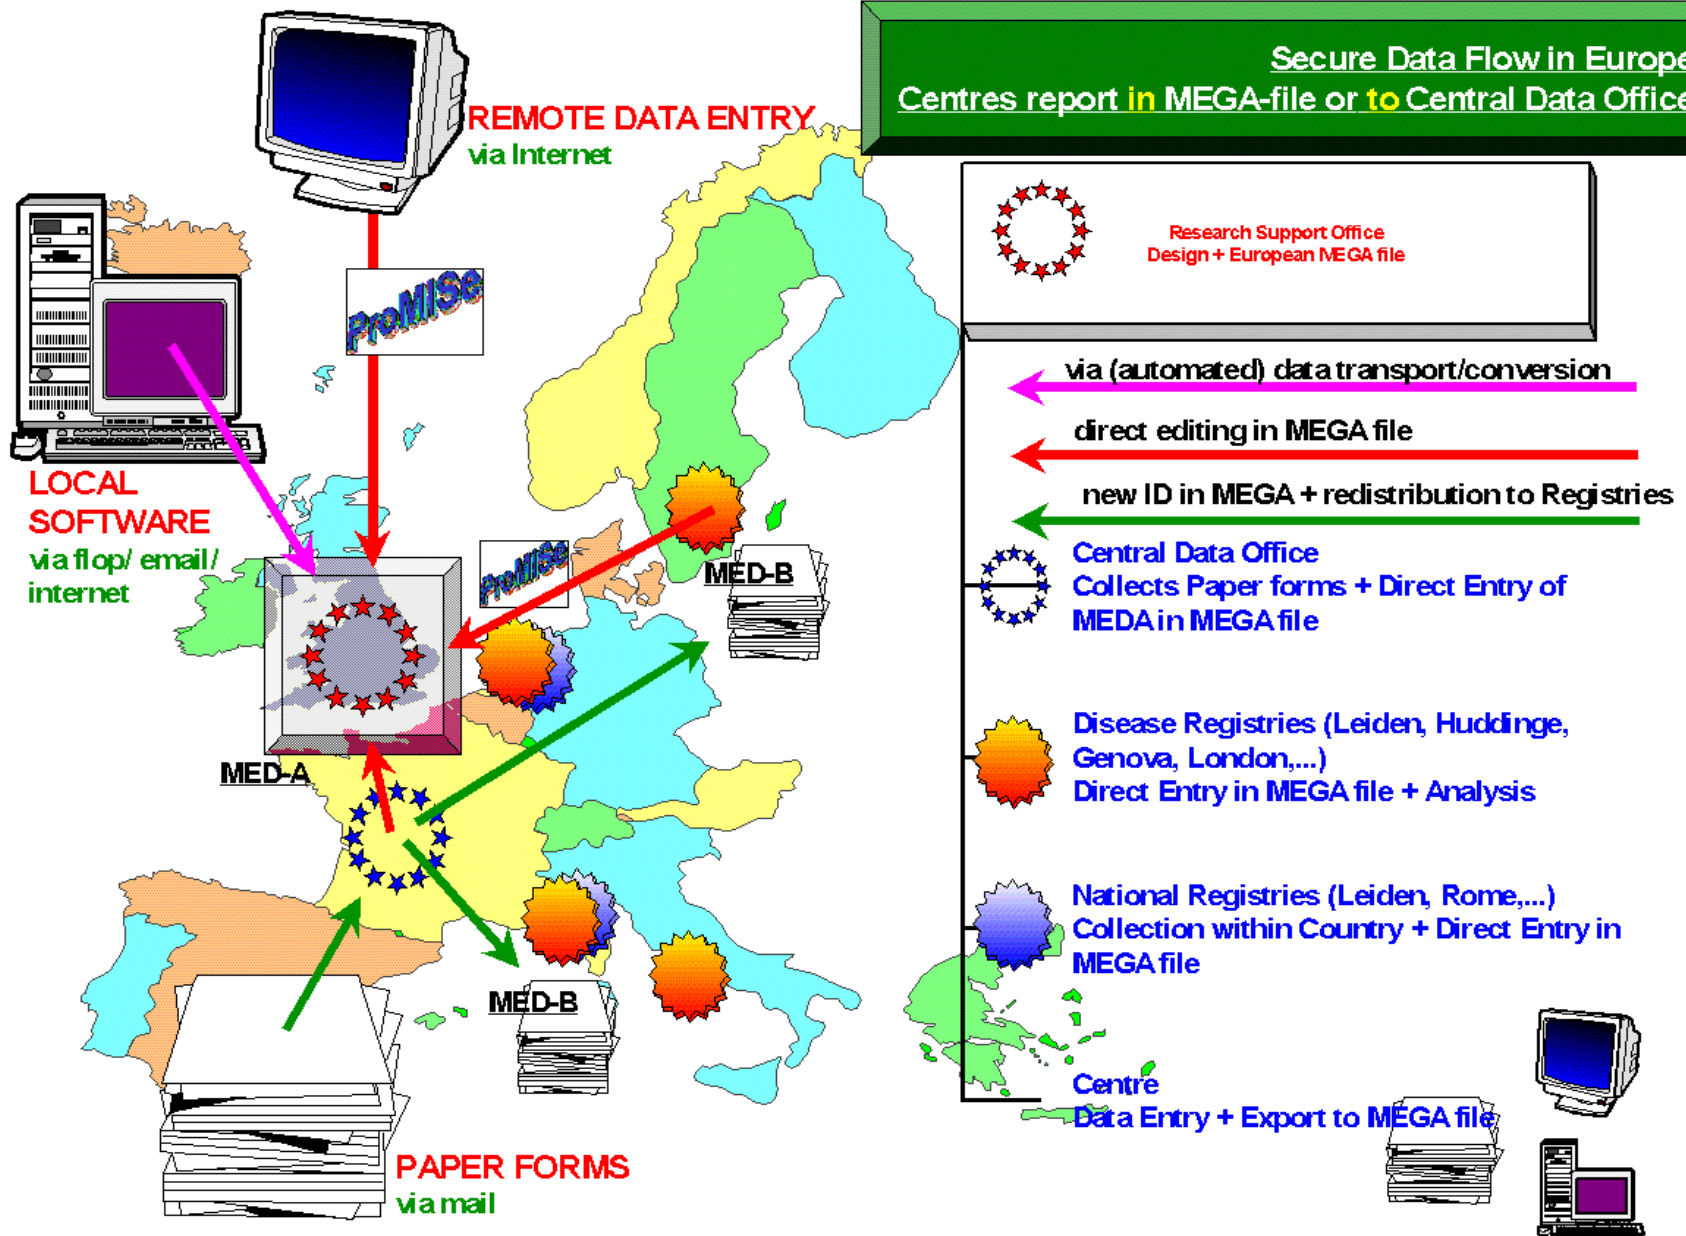 Secure Data Flow in Europe
Centres report in MEGA-file or to Central Data Office
REMOTE DATA ENTRY
via Internet
ProMISe
LOCAL
SOFTWARE
via flop/ email/
internet
ProMISe
MED-B
MED-A
MED-B
PAPER FORMS
via mail
Research Support Office
Design + European MEGA file
via (automated) data transport/conversion
direct editing in MEGA file
new ID in MEGA + redistribution to Registries
Central Data Office
Collects Paper forms + Direct Entry of
MEDA in MEGA file
Disease Registries (Leiden, Huddinge,
Genova, London,...)
Direct Entry in MEGA file + Analysis
National Registries (Leiden, Rome,...)
Collection within Country + Direct Entry in
MEGA file
Centre
Data Entry + Export to MEGA file